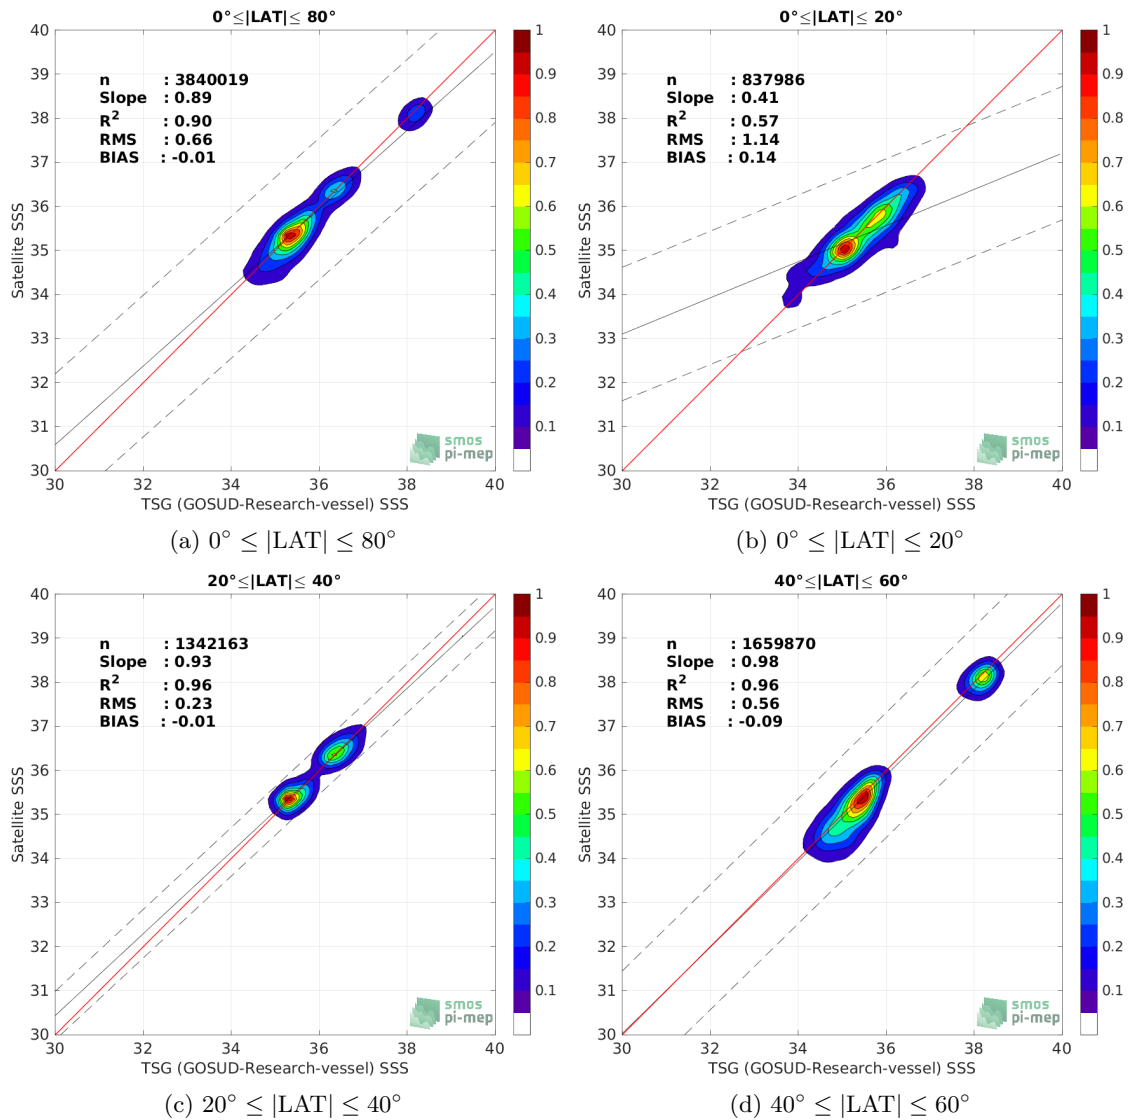 0°≤|LAT|≤ 80°
40
39
38
37
36
35
34
33
32
31
30
Satellite SSS
n : 3840019
Slope : 0.89
R² : 0.90
RMS : 0.66
BIAS : -0.01
smos
pi-mep
30 32 34 36 38 40
TSG (GOSUD-Research-vessel) SSS
1
0.9
0.8
0.7
0.6
0.5
0.4
0.3
0.2
0.1
(a) 0° ≤ |LAT| ≤ 80°
0°≤|LAT|≤ 20°
40
39
38
37
36
35
34
33
32
31
30
Satellite SSS
n : 837986
Slope : 0.41
R² : 0.57
RMS : 1.14
BIAS : 0.14
smos
pi-mep
30 32 34 36 38 40
TSG (GOSUD-Research-vessel) SSS
1
0.9
0.8
0.7
0.6
0.5
0.4
0.3
0.2
0.1
(b) 0° ≤ |LAT| ≤ 20°
20°≤|LAT|≤ 40°
40
39
38
37
36
35
34
33
32
31
30
Satellite SSS
n : 1342163
Slope : 0.93
R² : 0.96
RMS : 0.23
BIAS : -0.01
smos
pi-mep
30 32 34 36 38 40
TSG (GOSUD-Research-vessel) SSS
1
0.9
0.8
0.7
0.6
0.5
0.4
0.3
0.2
0.1
(c) 20° ≤ |LAT| ≤ 40°
40°≤|LAT|≤ 60°
40
39
38
37
36
35
34
33
32
31
30
Satellite SSS
n : 1659870
Slope : 0.98
R² : 0.96
RMS : 0.56
BIAS : -0.09
smos
pi-mep
30 32 34 36 38 40
TSG (GOSUD-Research-vessel) SSS
1
0.9
0.8
0.7
0.6
0.5
0.4
0.3
0.2
0.1
(d) 40° ≤ |LAT| ≤ 60°